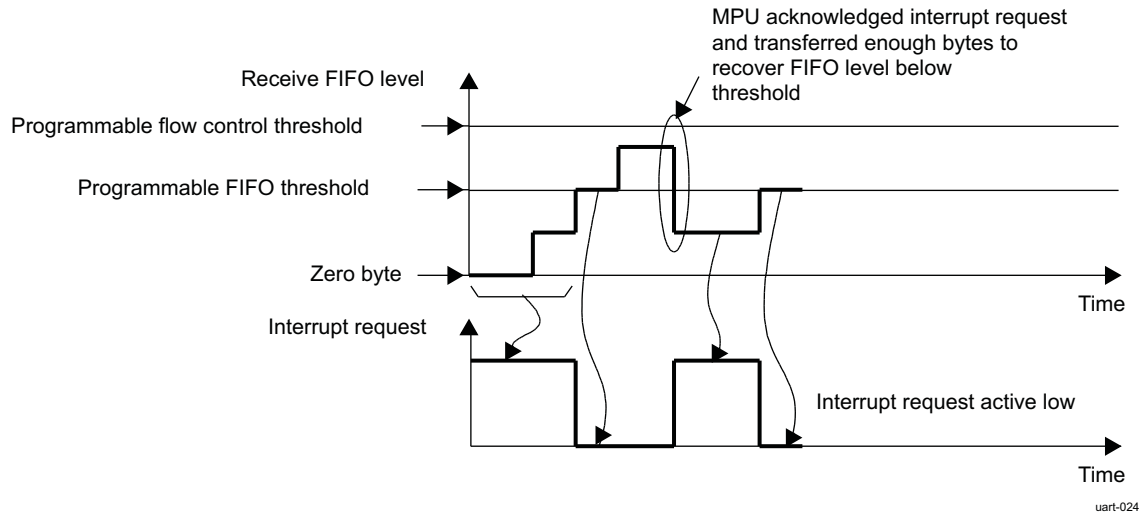 MPU acknowledged interrupt request
and transferred enough bytes to
recover FIFO level below
threshold
Receive FIFO level
Programmable flow control threshold
Programmable FIFO threshold
Zero byte
Time
Interrupt request
Interrupt request active low
Time
uart-024